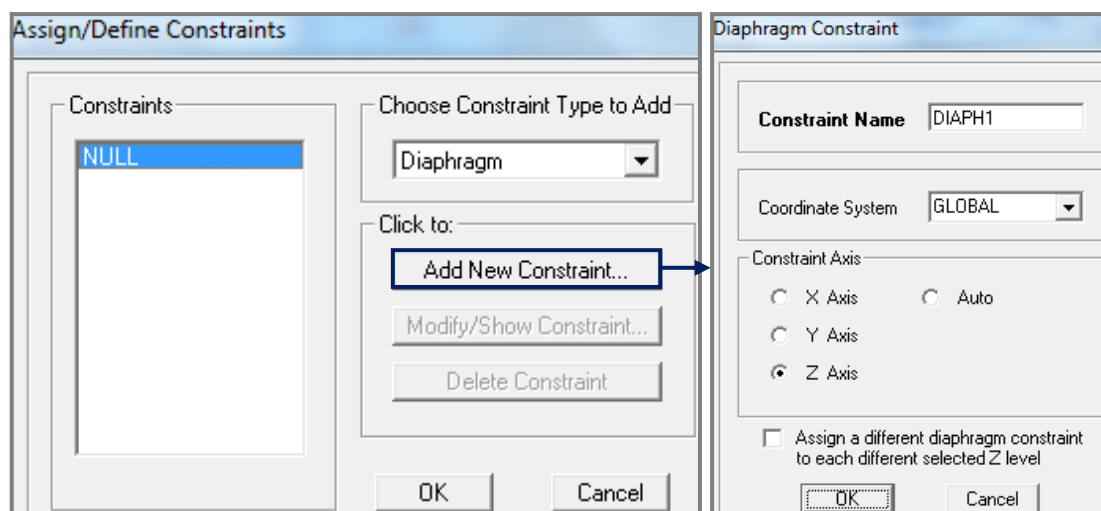 Assign/Define Constraints
Constraints
NULL
Choose Constraint Type to Add
Diaphragm
Click to:
Add New Constraint...
Modify/Show Constraint...
Delete Constraint
OK Cancel
Diaphragm Constraint
Constraint Name DIAPH1
Coordinate System GLOBAL
Constraint Axis
X Axis Auto
Y Axis
Z Axis
Assign a different diaphragm constraint
to each different selected Z level
OK Cancel